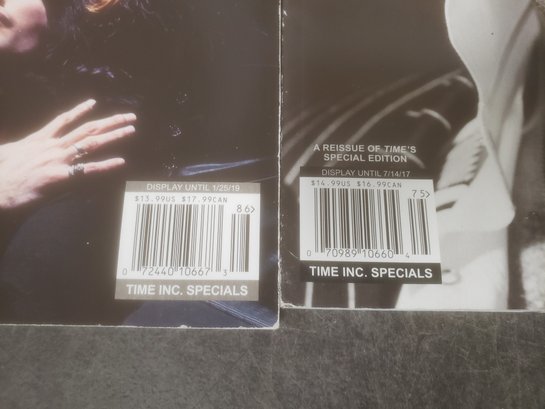 DISPLAY UNTIL 1/25/19
$13.99US $17.99CAN
86>
0 72440 10667 3
TIME INC. SPECIALS
A REISSUE OF TIME'S
SPECIAL EDITION
DISPLAY UNTIL 7/14/17
$14.99US $16.99CAN
75>
0 70989 10660 4
TIME INC. SPECIALS